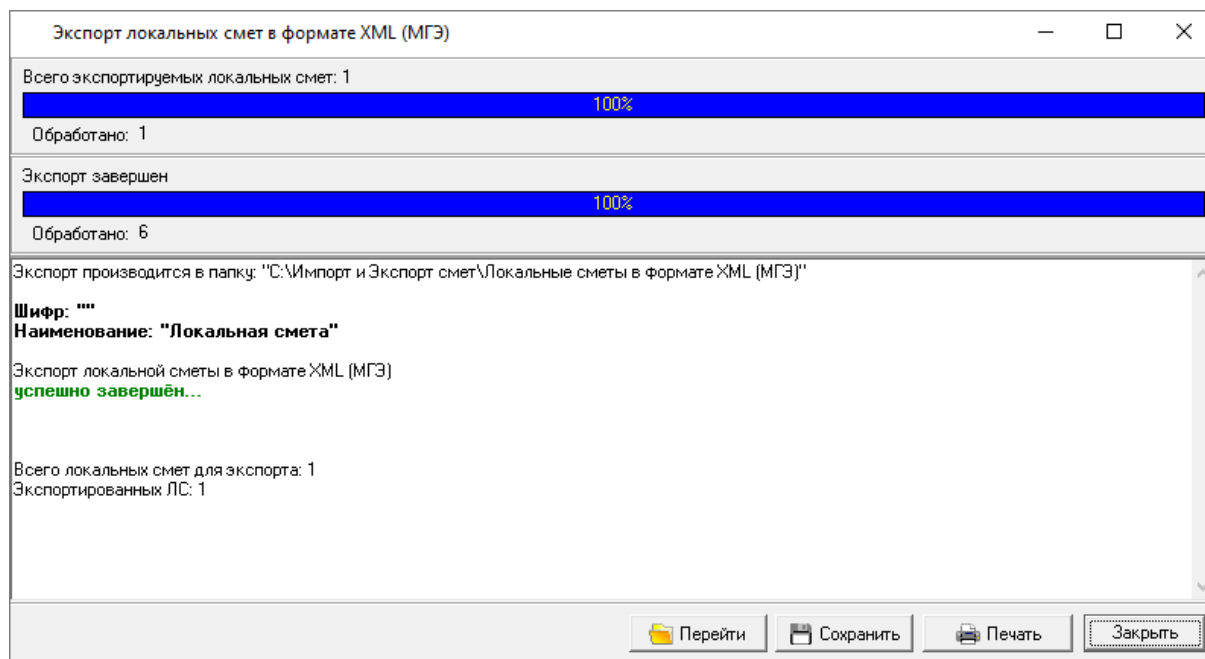 Экспорт локальных смет в формате XML (МГЭ)
Всего экспортируемых локальных смет: 1
100%
Обработано: 1
Экспорт завершен
100%
Обработано: 6
Экспорт производится в папку: "C:\Импорт и Экспорт смет\Локальные сметы в формате XML (МГЭ)"
Шифр: ""
Наименование: "Локальная смета"
Экспорт локальной сметы в формате XML (МГЭ)
успешно завершён...
Всего локальных смет для экспорта: 1
Экспортированных ЛС: 1
Перейти Сохранить Печать Закрыть